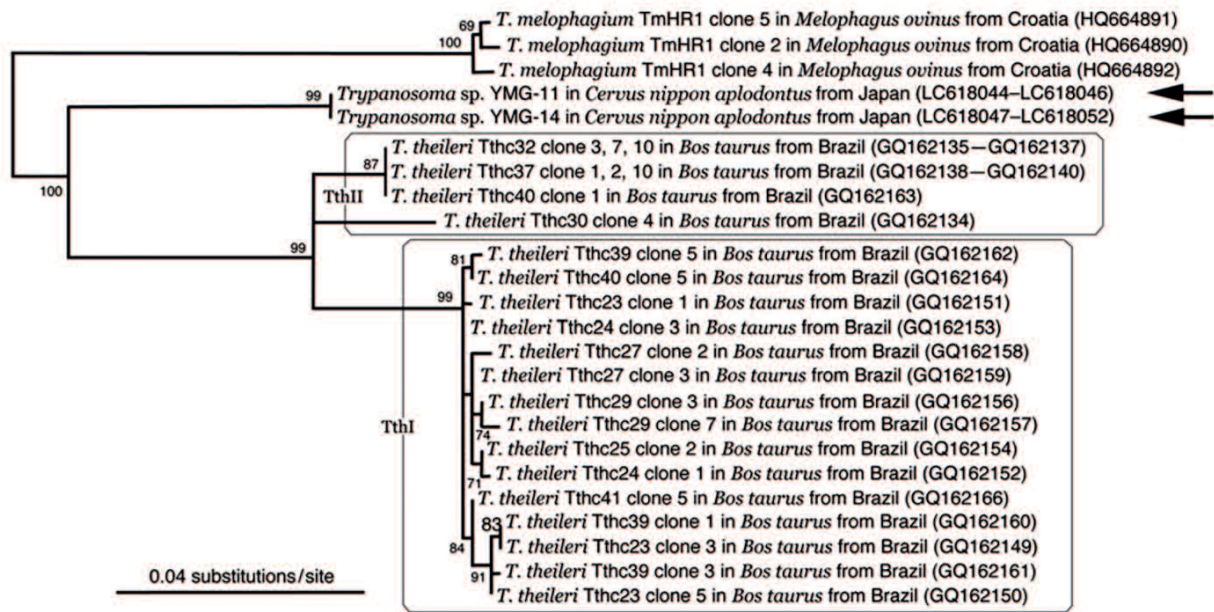 69 T. melophagium TmHR1 clone 5 in Melophagus ovinus from Croatia (HQ664891)
100 T. melophagium TmHR1 clone 2 in Melophagus ovinus from Croatia (HQ664890)
T. melophagium TmHR1 clone 4 in Melophagus ovinus from Croatia (HQ664892)
99 Trypanosoma sp. YMG-11 in Cervus nippon aplodontus from Japan (LC618044–LC618046)
Trypanosoma sp. YMG-14 in Cervus nippon aplodontus from Japan (LC618047–LC618052)
T. theileri Tthc32 clone 3, 7, 10 in Bos taurus from Brazil (GQ162135—GQ162137)
87 T. theileri Tthc37 clone 1, 2, 10 in Bos taurus from Brazil (GQ162138—GQ162140)
100 TthII T. theileri Tthc40 clone 1 in Bos taurus from Brazil (GQ162163)
T. theileri Tthc30 clone 4 in Bos taurus from Brazil (GQ162134)
99
81 T. theileri Tthc39 clone 5 in Bos taurus from Brazil (GQ162162)
T. theileri Tthc40 clone 5 in Bos taurus from Brazil (GQ162164)
99 T. theileri Tthc23 clone 1 in Bos taurus from Brazil (GQ162151)
T. theileri Tthc24 clone 3 in Bos taurus from Brazil (GQ162153)
T. theileri Tthc27 clone 2 in Bos taurus from Brazil (GQ162158)
T. theileri Tthc27 clone 3 in Bos taurus from Brazil (GQ162159)
T. theileri Tthc29 clone 3 in Bos taurus from Brazil (GQ162156)
TthI 74 T. theileri Tthc29 clone 7 in Bos taurus from Brazil (GQ162157)
T. theileri Tthc25 clone 2 in Bos taurus from Brazil (GQ162154)
71 T. theileri Tthc24 clone 1 in Bos taurus from Brazil (GQ162152)
T. theileri Tthc41 clone 5 in Bos taurus from Brazil (GQ162166)
83 T. theileri Tthc39 clone 1 in Bos taurus from Brazil (GQ162160)
84 T. theileri Tthc23 clone 3 in Bos taurus from Brazil (GQ162149)
91 T. theileri Tthc39 clone 3 in Bos taurus from Brazil (GQ162161)
T. theileri Tthc23 clone 5 in Bos taurus from Brazil (GQ162150)
0.04 substitutions/site